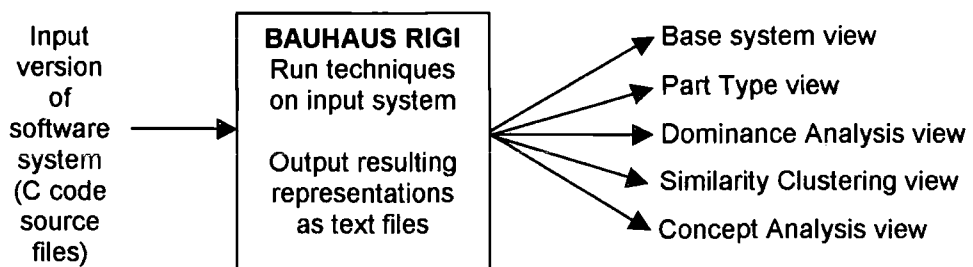 Input
version
of
software
system
(C code
source
files)
BAUHAUS RIGI
Run techniques
on input system
Output resulting
representations
as text files
Base system view
Part Type view
Dominance Analysis view
Similarity Clustering view
Concept Analysis view